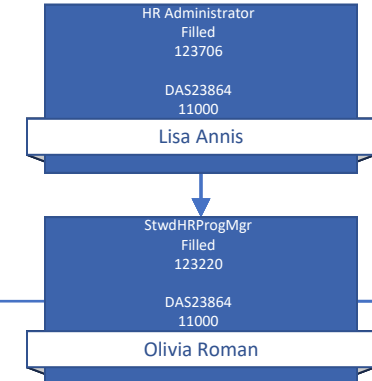 HR Administrator
Filled
123706
DAS23864
11000
Lisa Annis
StwdHRProgMgr
Filled
123220
DAS23864
11000
Olivia Roman